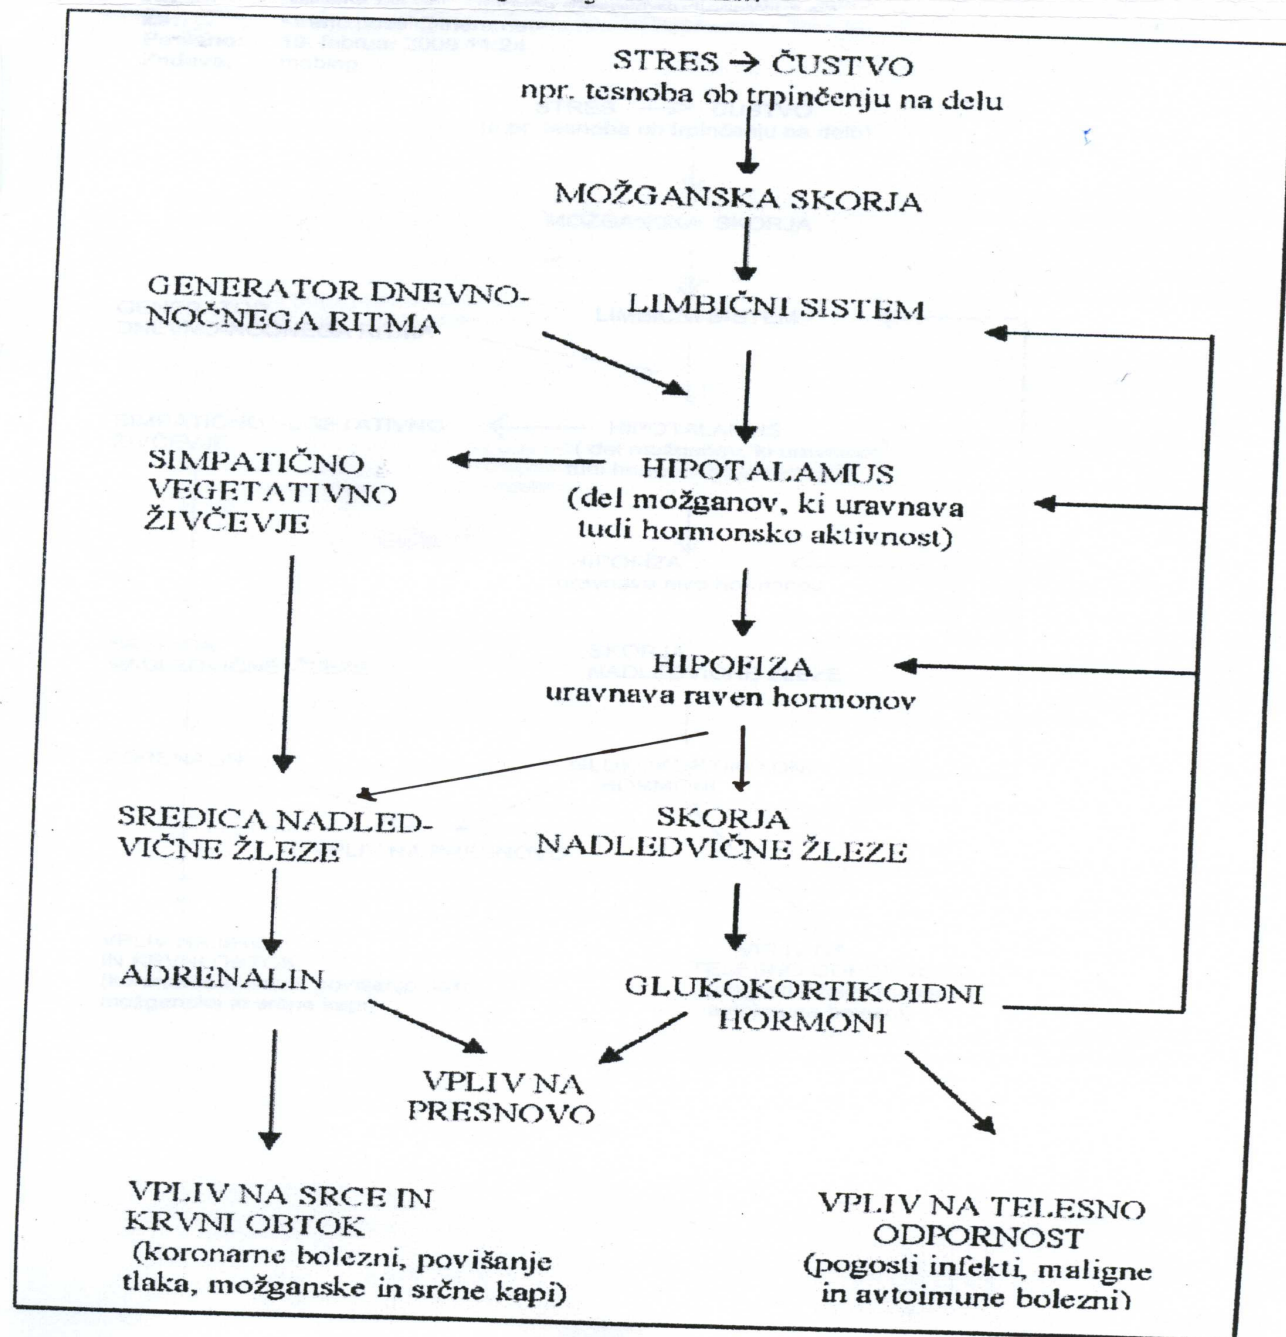 STRES → ČUSTVO
npr. tesnoba ob trpinčenju na delu
MOŽGANSKA SKORJA
GENERATOR DNEVNO-
NOČNEGA RITMA
LIMBIČNI SISTEM
SIMPATIČNO
VEGETATIVNO
ŽIVČEVJE
HIPOTALAMUS
(del možganov, ki uravnava
tudi hormonsko aktivnost)
HIPOFIZA
uravnava raven hormonov
SREDICA NADLED-
VIČNE ŽLEZE
SKORJA
NADLEDVIČNE ŽLEZE
ADRENALIN
GLUKOKORTIKOIDNI
HORMONI
VPLIV NA
PRESNOVO
VPLIV NA SRCE IN
KRVNI OBTOK
(koronarne bolezni, povišanje
tlaka, možganske in srčne kapi)
VPLIV NA TELESNO
ODPORNOST
(pogosti infekti, maligne
in avtoimune bolezni)